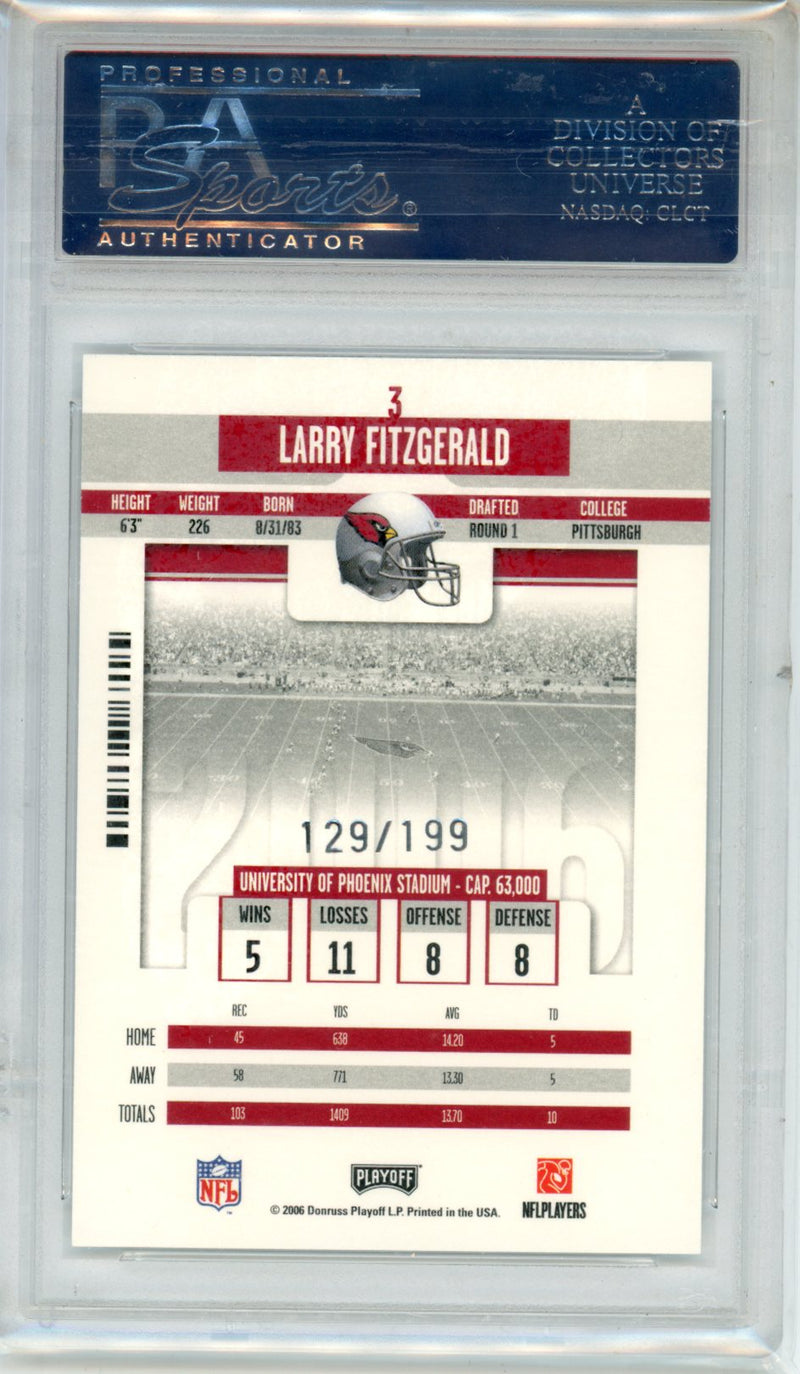 PROFESSIONAL
PSA
Sports®
AUTHENTICATOR
A
DIVISION OF
COLLECTORS
UNIVERSE
NASDAQ: CLCT
3
LARRY FITZGERALD
HEIGHT WEIGHT BORN DRAFTED COLLEGE
6'3" 226 8/31/83 ROUND 1 PITTSBURGH
2006
129/199
UNIVERSITY OF PHOENIX STADIUM - CAP. 63,000
WINS LOSSES OFFENSE DEFENSE
5 11 8 8
REC YDS AVG TD
HOME 45 638 14.20 5
AWAY 58 771 13.30 5
TOTALS 103 1409 13.70 10
NFL
PLAYOFF
© 2006 Donruss Playoff L.P. Printed in the USA.
NFLPLAYERS